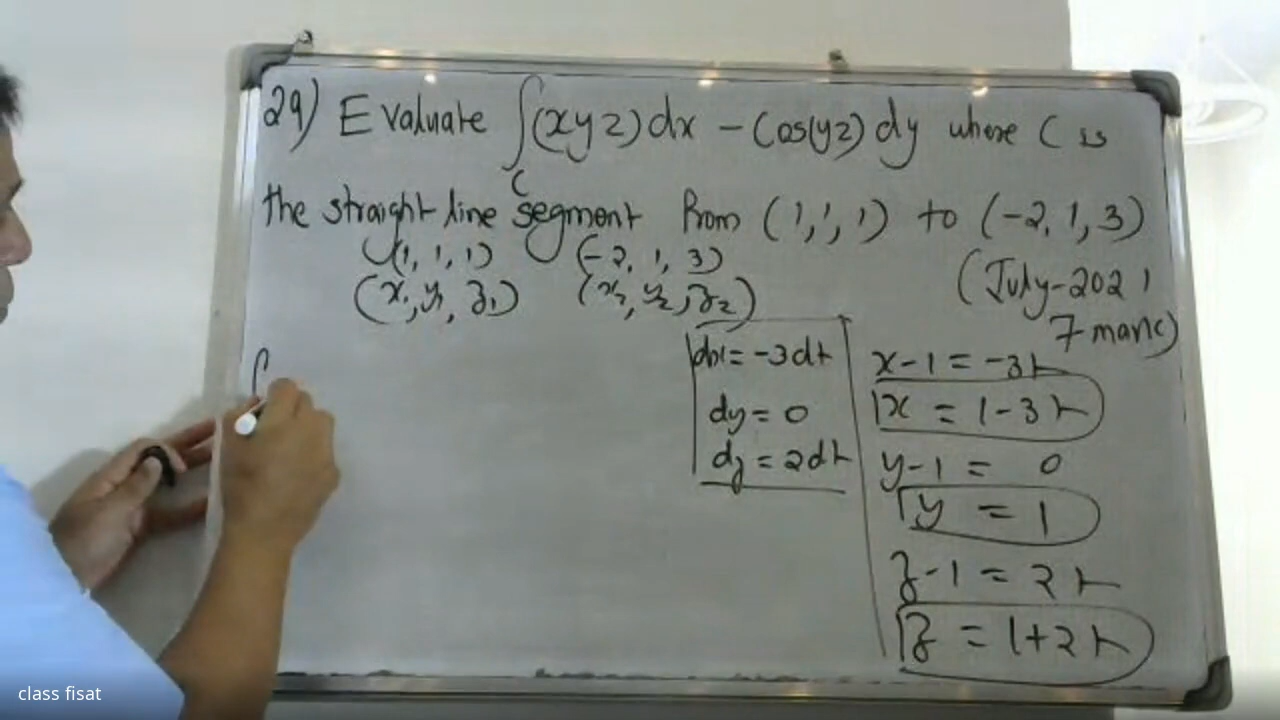 29) Evaluate ∫(xyz)dx - Cos(yz) dy where C is
C
the straight line segment from (1,1,1) to (-2,1,3)
(1, 1, 1) (-2, 1, 3)
(x₁, y₁, z₁) (x₂, y₂, z₂)
(July-2021
7 mark)
dx = -3dt
dy = 0
dz = 2dt
x-1 = -3t
x = 1-3t
y-1 = 0
y = 1
z-1 = 2t
z = 1+2t
∫
class fisat